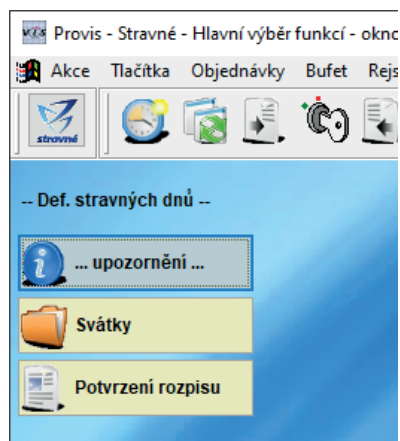 vis Provis - Stravné - Hlavní výběr funkcí - okno
Akce Tlačítka Objednávky Bufet Rejs
stravné
-- Def. stravných dnů --
... upozornění ...
Svátky
Potvrzení rozpisu